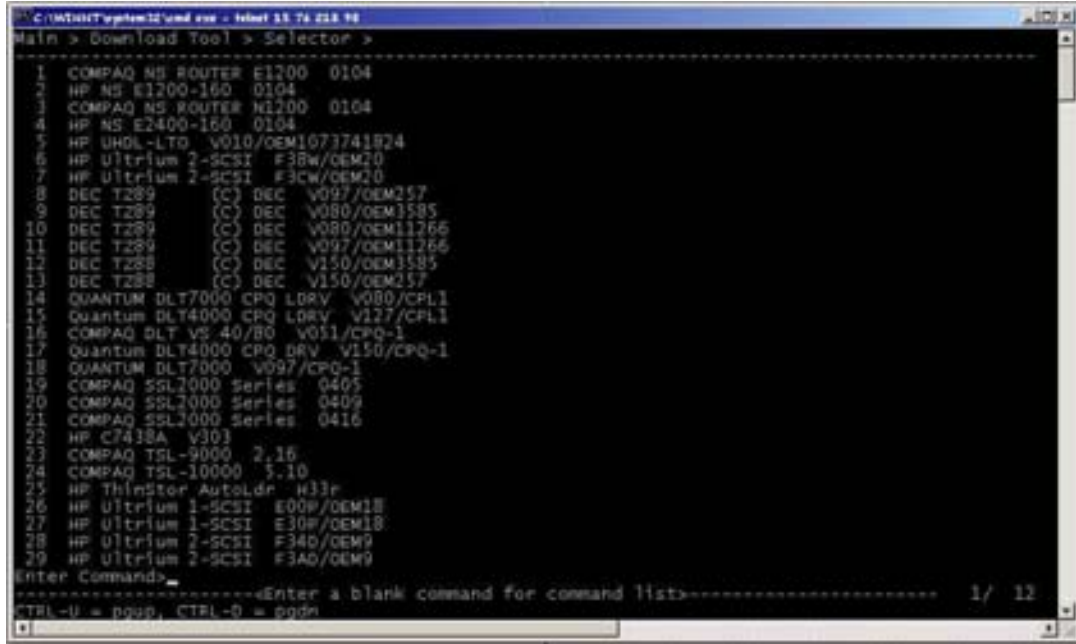 C:\WINNT\system32\cmd.exe - telnet 15 76 218 98
Main > Download Tool > Selector >
1 COMPAQ NS ROUTER E1200 0104
2 HP NS E1200-160 0104
3 COMPAQ NS ROUTER N1200 0104
4 HP NS E2400-160 0104
5 HP UHDL-LTO V010/OEM1073741824
6 HP Ultrium 2-SCSI F38W/OEM20
7 HP Ultrium 2-SCSI F3CW/OEM20
8 DEC TZ89 (C) DEC V097/OEM257
9 DEC TZ89 (C) DEC V080/OEM3585
10 DEC TZ89 (C) DEC V080/OEM11266
11 DEC TZ89 (C) DEC V097/OEM11266
12 DEC TZ88 (C) DEC V150/OEM3585
13 DEC TZ88 (C) DEC V150/OEM257
14 QUANTUM DLT7000 CPQ LDRV V080/CPL1
15 Quantum DLT4000 CPQ LDRV V127/CPL1
16 COMPAQ DLT VS 40/80 V051/CPQ-1
17 Quantum DLT4000 CPQ DRV V150/CPQ-1
18 QUANTUM DLT7000 V097/CPQ-1
19 COMPAQ SSL2000 Series 0405
20 COMPAQ SSL2000 Series 0409
21 COMPAQ SSL2000 Series 0416
22 HP C7438A V303
23 COMPAQ TSL-9000 2.16
24 COMPAQ TSL-10000 5.10
25 HP ThinStor AutoLdr H33r
26 HP Ultrium 1-SCSI E00P/OEM18
27 HP Ultrium 1-SCSI E30P/OEM18
28 HP Ultrium 2-SCSI F34D/OEM9
29 HP Ultrium 2-SCSI F3AD/OEM9
Enter Command>_
<Enter a blank command for command list> 1/ 12
CTRL-U = pgup, CTRL-D = pgdn